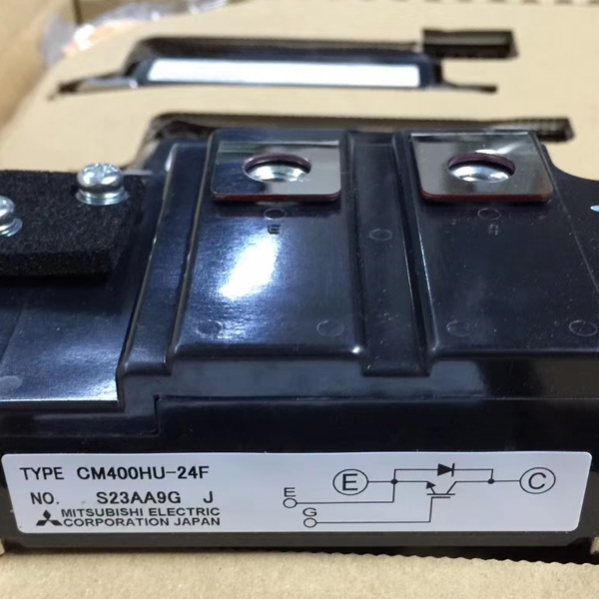 E
C
TYPE CM400HU-24F
NO. S23AA9G J
MITSUBISHI ELECTRIC
CORPORATION JAPAN
E
C
E
G